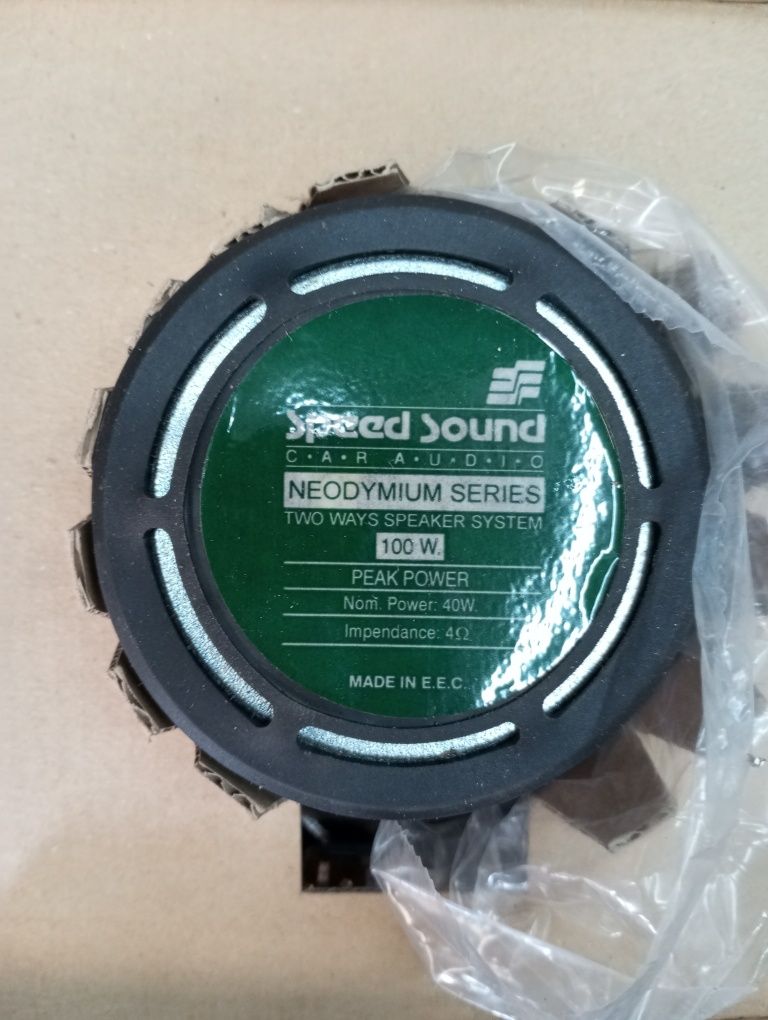 Speed Sound
C·A·R A·U·D·I·O
NEODYMIUM SERIES
TWO WAYS SPEAKER SYSTEM
100 W.
PEAK POWER
Nom. Power: 40W.
Impendance: 4Ω
MADE IN E.E.C.